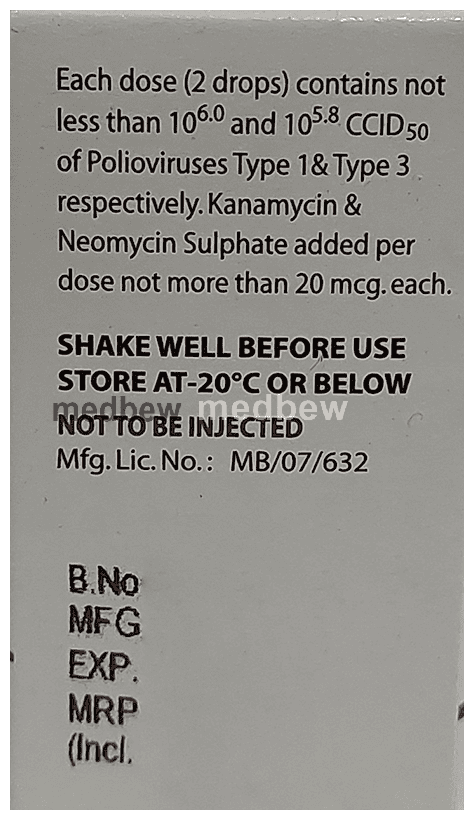 Each dose (2 drops) contains not
less than 10^6.0 and 10^5.8 CCID50
of Polioviruses Type 1& Type 3
respectively. Kanamycin &
Neomycin Sulphate added per
dose not more than 20 mcg. each.
SHAKE WELL BEFORE USE
STORE AT-20°C OR BELOW
medbew medbew
NOT TO BE INJECTED
Mfg. Lic. No.: MB/07/632
B.No
MFG
EXP.
MRP
(Incl.